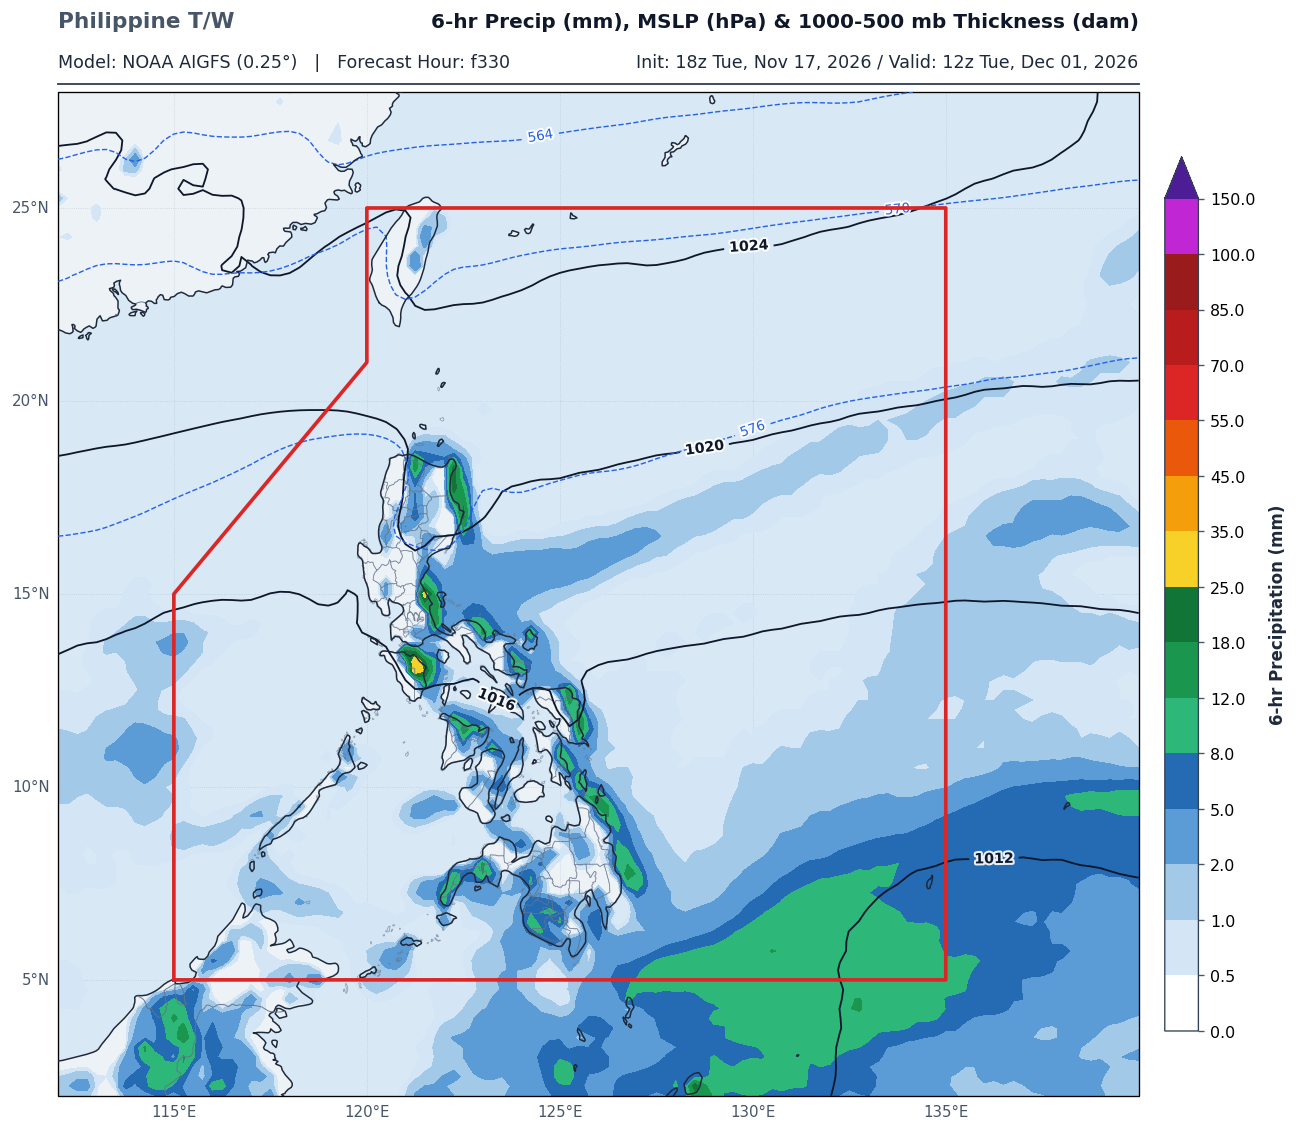 Philippine T/W
6-hr Precip (mm), MSLP (hPa) & 1000-500 mb Thickness (dam)
Model: NOAA AIGFS (0.25°) | Forecast Hour: f330
Init: 18z Tue, Nov 17, 2026 / Valid: 12z Tue, Dec 01, 2026
564
570
1024
576
1020
1016
1012
25°N
20°N
15°N
10°N
5°N
115°E
120°E
125°E
130°E
135°E
150.0
100.0
85.0
70.0
55.0
45.0
35.0
25.0
18.0
12.0
8.0
5.0
2.0
1.0
0.5
0.0
6-hr Precipitation (mm)